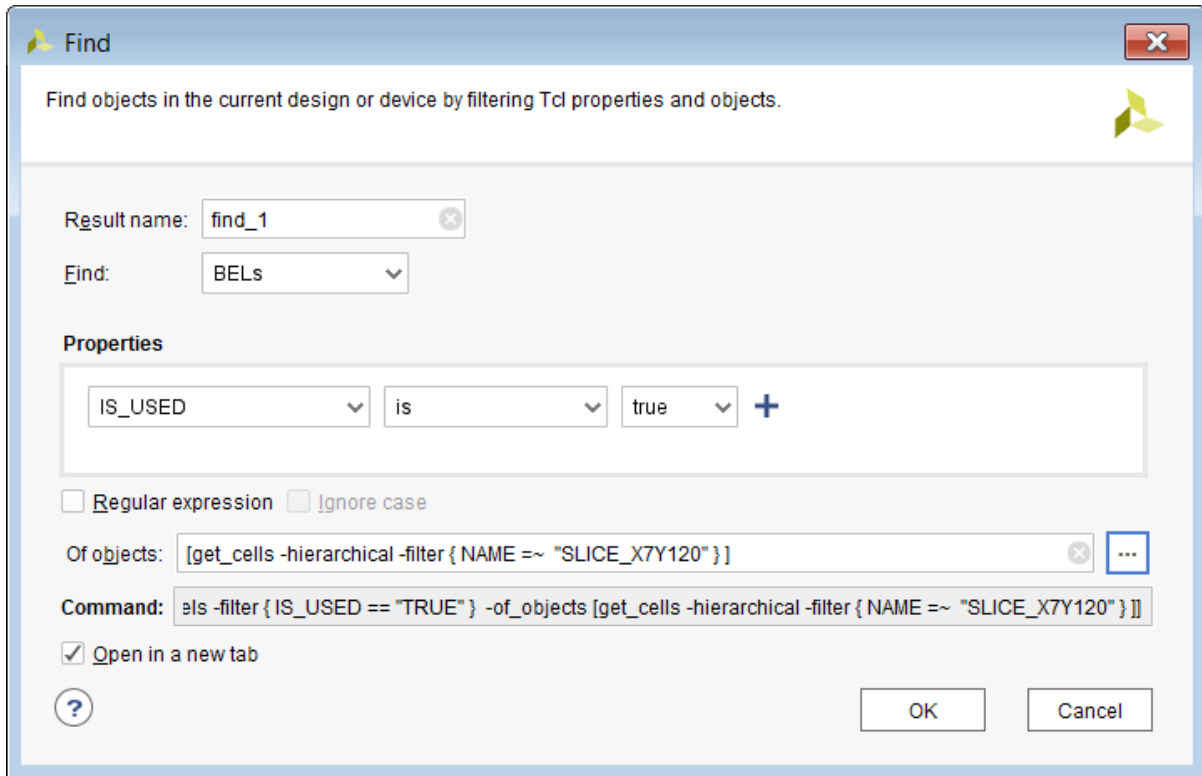 Find
Find objects in the current design or device by filtering Tcl properties and objects.
Result name: find_1
Find: BELs
Properties
IS_USED is true
Regular expression Ignore case
Of objects: [get_cells -hierarchical -filter { NAME =~ "SLICE_X7Y120" } ] ...
Command: els -filter { IS_USED == "TRUE" } -of_objects [get_cells -hierarchical -filter { NAME =~ "SLICE_X7Y120" } ]]
Open in a new tab
? OK Cancel